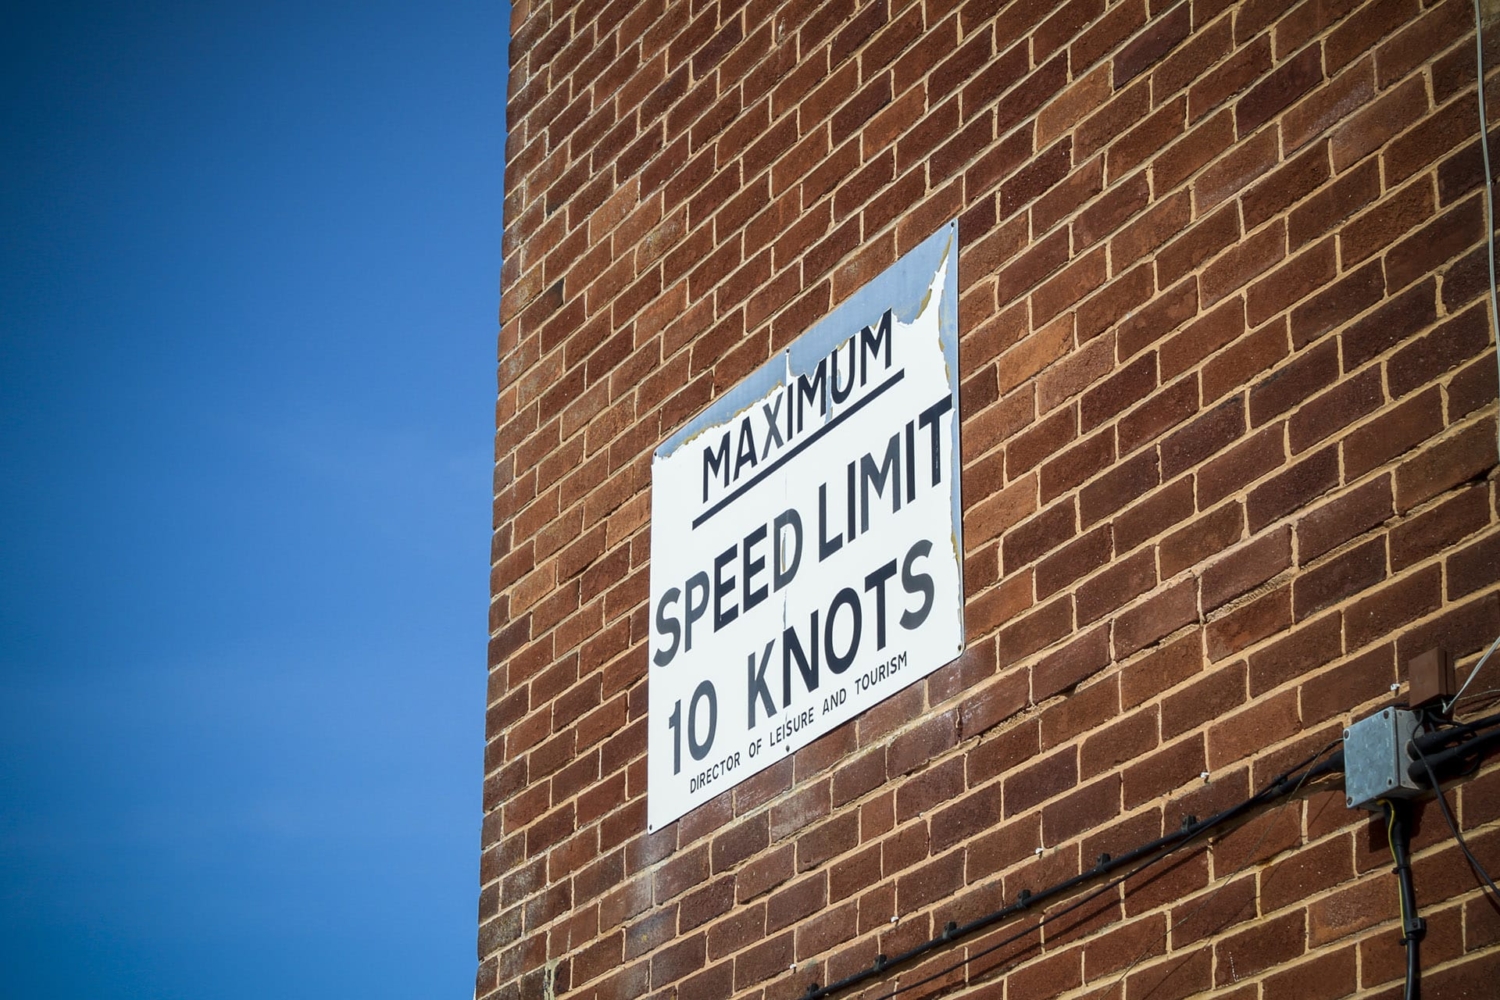 MAXIMUM
SPEED LIMIT
10 KNOTS
DIRECTOR OF LEISURE AND TOURISM